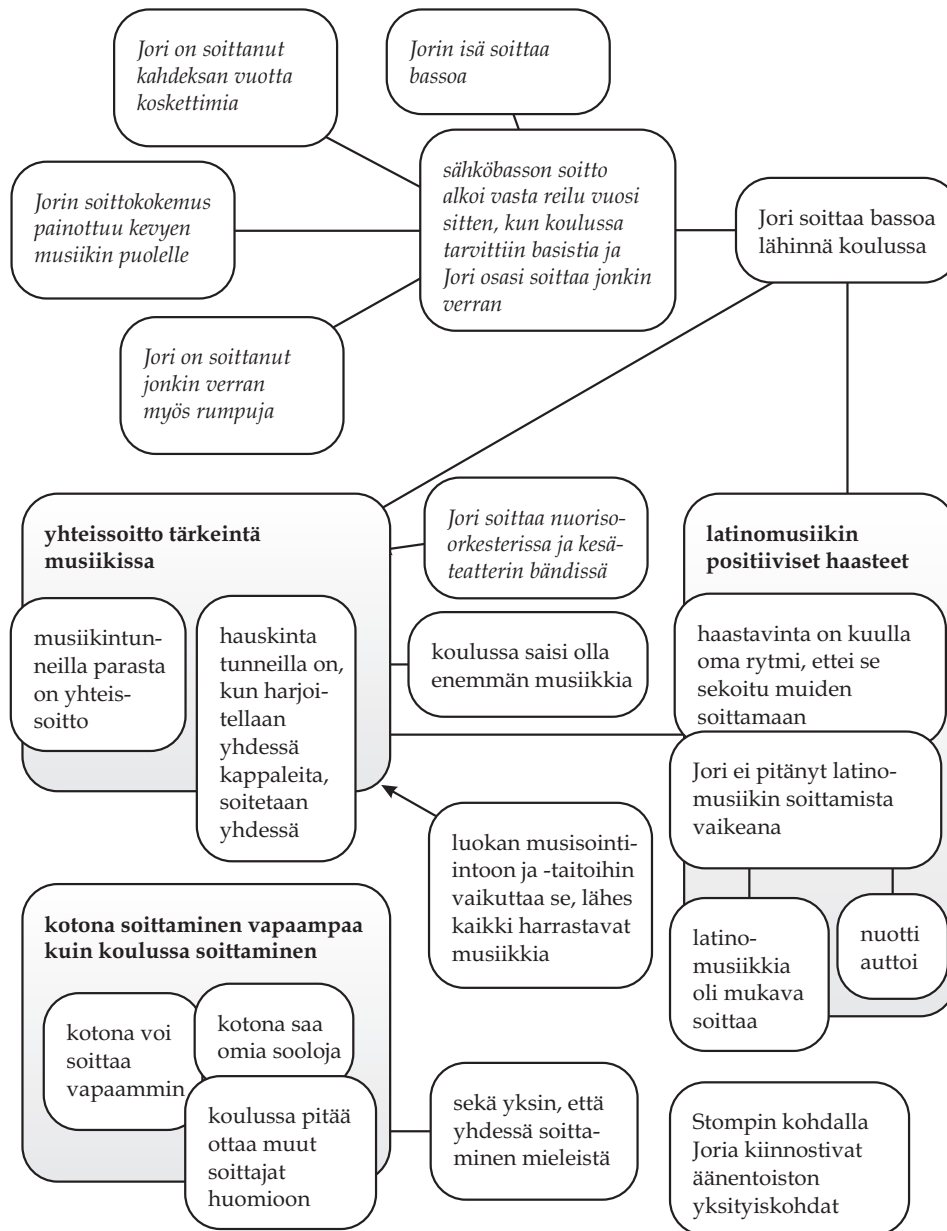 Jori on soittanut
kahdeksan vuotta
koskettimia
Jorin isä soittaa
bassoa
Jorin soittokokemus
painottuu kevyen
musiikin puolelle
sähköbasson soitto
alkoi vasta reilu vuosi
sitten, kun koulussa
tarvittiin basistia ja
Jori osasi soittaa jonkin
verran
Jori soittaa bassoa
lähinnä koulussa
Jori on soittanut
jonkin verran
myös rumpuja
yhteissoitto tärkeintä
musiikissa
musiikintun-
neilla parasta
on yhteis-
soitto
hauskinta
tunneilla on,
kun harjoi-
tellaan
yhdessä
kappaleita,
soitetaan
yhdessä
Jori soittaa nuoriso-
orkesterissa ja kesä-
teatterin bändissä
koulussa saisi olla
enemmän musiikkia
latinomusiikin
positiiviset haasteet
haastavinta on kuulla
oma rytmi, ettei se
sekoitu muiden
soittamaan
Jori ei pitänyt latino-
musiikin soittamista
vaikeana
latino-
musiikkia
oli mukava
soittaa
nuotti
auttoi
luokan musisointi-
intoon ja -taitoihin
vaikuttaa se, lähes
kaikki harrastavat
musiikkia
kotona soittaminen vapaampaa
kuin koulussa soittaminen
kotona voi
soittaa
vapaammin
kotona saa
omia sooloja
koulussa pitää
ottaa muut
soittajat
huomioon
sekä yksin, että
yhdessä soitta-
minen mieleistä
Stompin kohdalla
Joria kiinnostivat
äänentoiston
yksityiskohdat